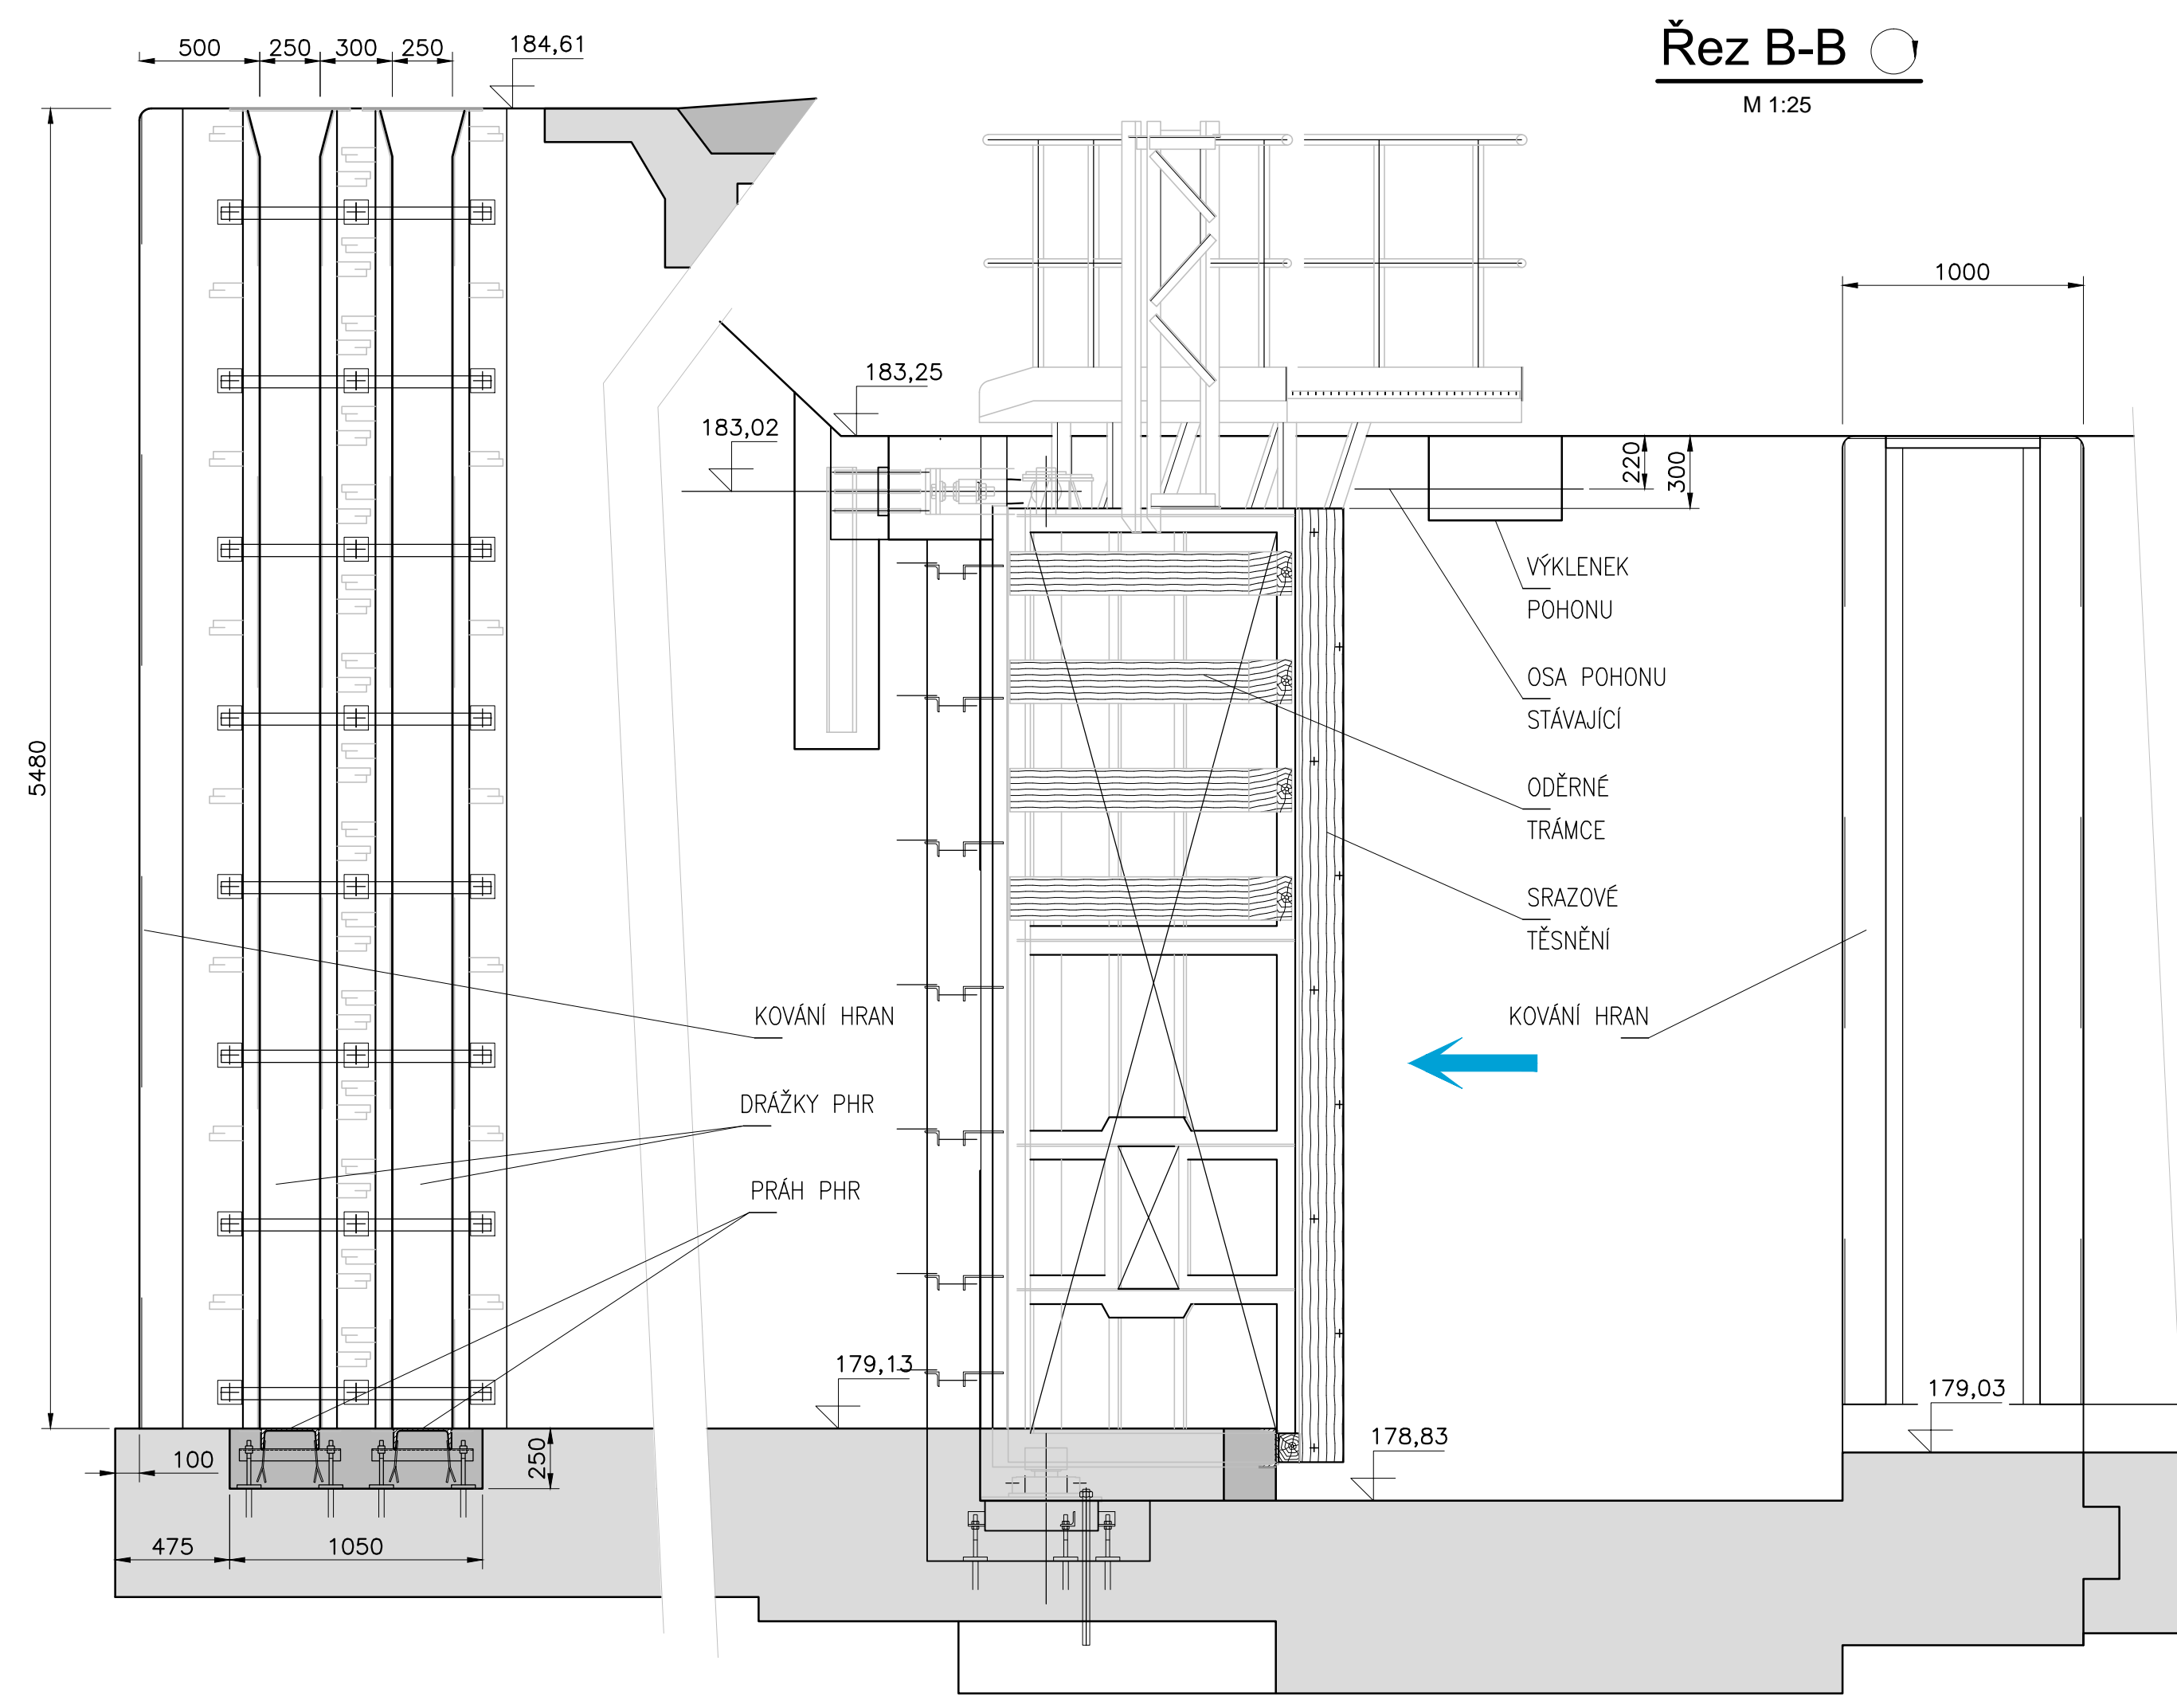 Řez B-B
M 1:25
500
250
300
250
184,61
1000
183,25
183,02
220
300
VÝKLENEK
POHONU
OSA POHONU
STÁVAJÍCÍ
5480
ODĚRNÉ
TRÁMCE
SRAZOVÉ
TĚSNĚNÍ
KOVÁNÍ HRAN
KOVÁNÍ HRAN
DRÁŽKY PHR
PRÁH PHR
179,13
179,03
178,83
100
250
475
1050